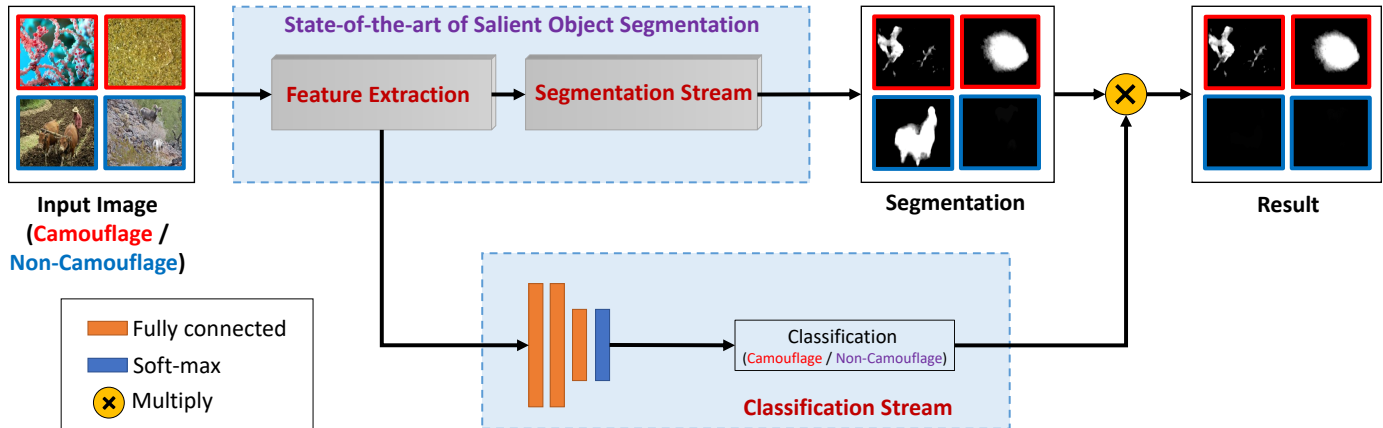 State-of-the-art of Salient Object Segmentation
Feature Extraction
Segmentation Stream
Input Image
(Camouflage /
Non-Camouflage)
Segmentation
Result
Fully connected
Soft-max
Multiply
Classification
(Camouflage / Non-Camouflage)
Classification Stream